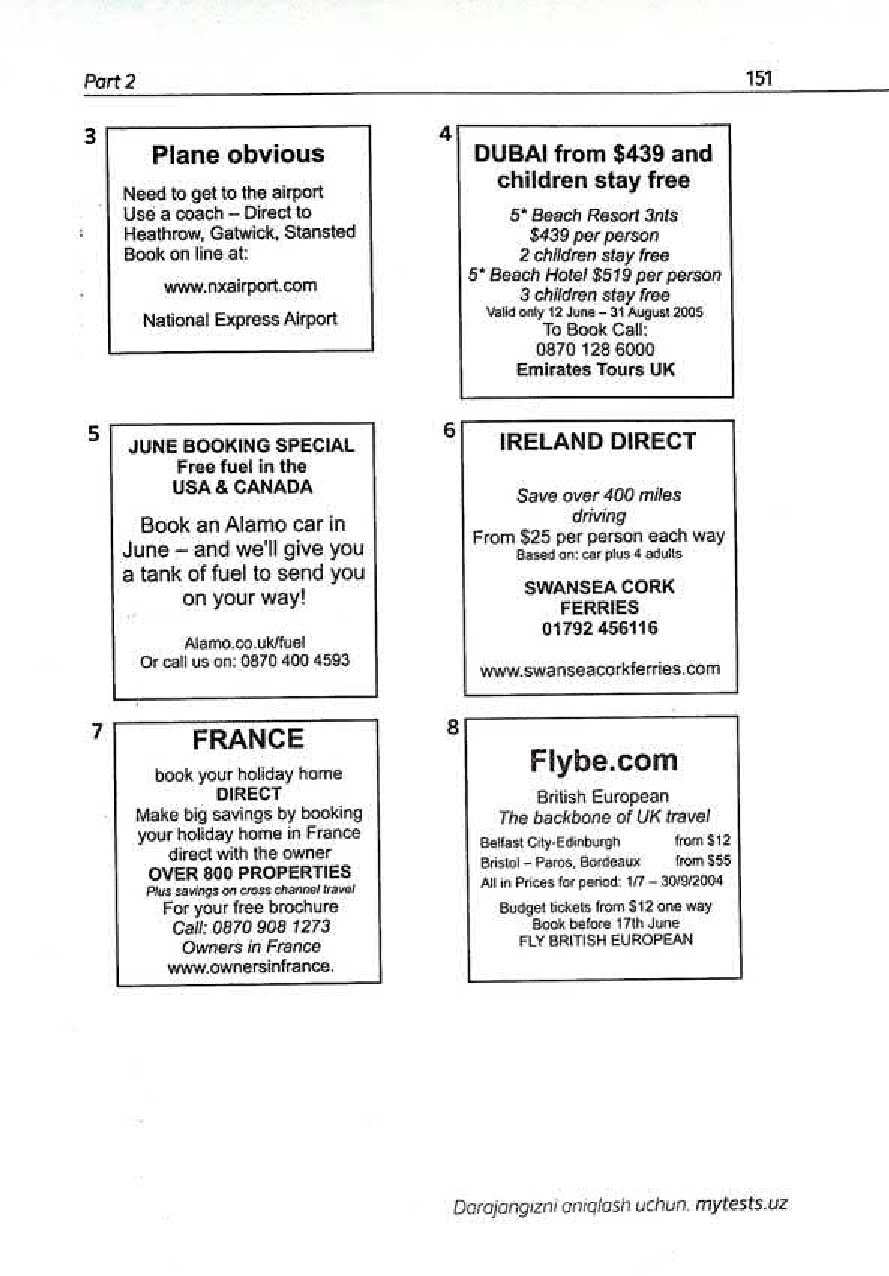 Part 2
151
3
Plane obvious
Need to get to the airport
Use a coach – Direct to
Heathrow, Gatwick, Stansted
Book on line at:
www.nxairport.com
National Express Airport
4
DUBAI from $439 and
children stay free
5* Beach Resort 3nts
$439 per person
2 children stay free
5* Beach Hotel $519 per person
3 children stay free
Valid only 12 June – 31 August 2005
To Book Call:
0870 128 6000
Emirates Tours UK
5
JUNE BOOKING SPECIAL
Free fuel in the
USA & CANADA
Book an Alamo car in
June – and we'll give you
a tank of fuel to send you
on your way!
Alamo.co.uk/fuel
Or call us on: 0870 400 4593
6
IRELAND DIRECT
Save over 400 miles
driving
From $25 per person each way
Based on: car plus 4 adults
SWANSEA CORK
FERRIES
01792 456116
www.swanseacorkferries.com
7
FRANCE
book your holiday home
DIRECT
Make big savings by booking
your holiday home in France
direct with the owner
OVER 800 PROPERTIES
Plus savings on cross channel travel
For your free brochure
Call: 0870 908 1273
Owners in France
www.ownersinfrance.
8
Flybe.com
British European
The backbone of UK travel
Belfast City-Edinburgh from $12
Bristol – Paros, Bordeaux from $55
All in Prices for period: 1/7 – 30/9/2004
Budget tickets from $12 one way
Book before 17th June
FLY BRITISH EUROPEAN
Darajangizni aniqlash uchun. mytests.uz